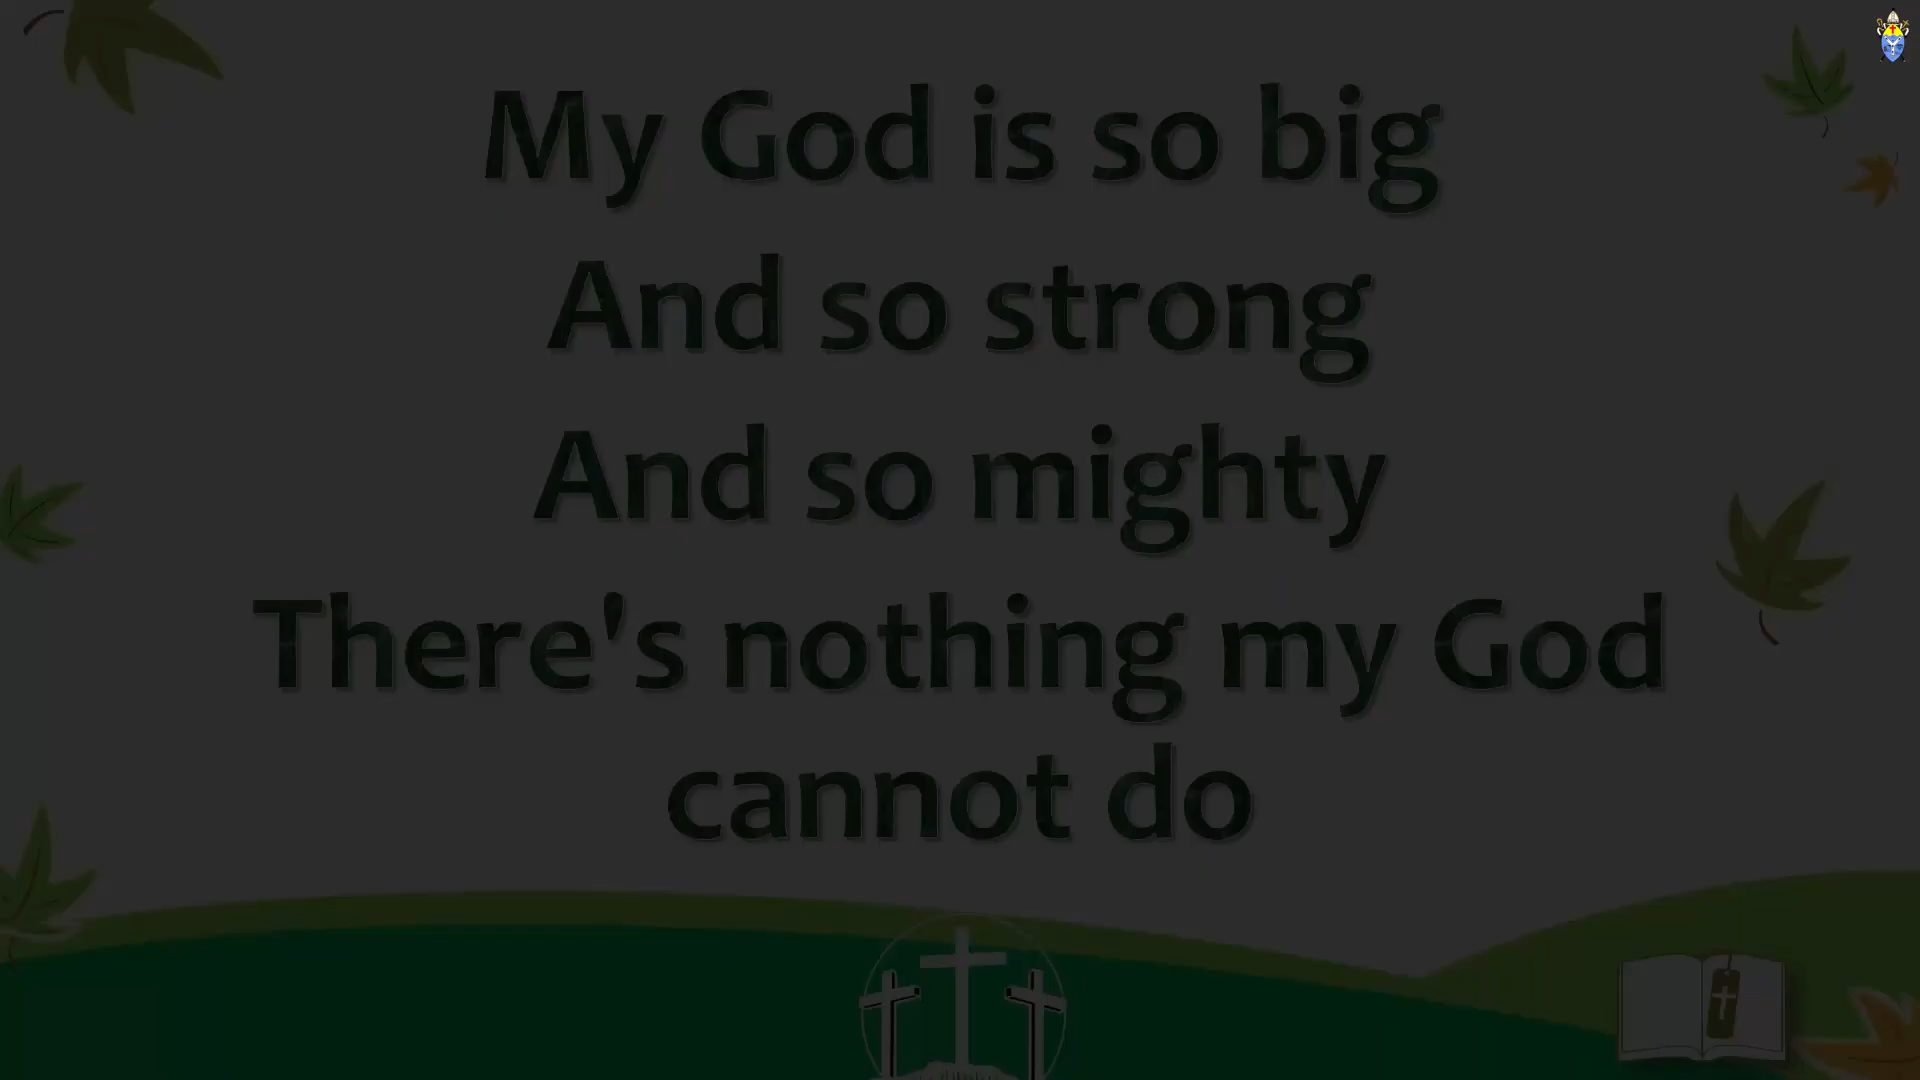 My God is so big
And so strong
And so mighty
There's nothing my God
cannot do